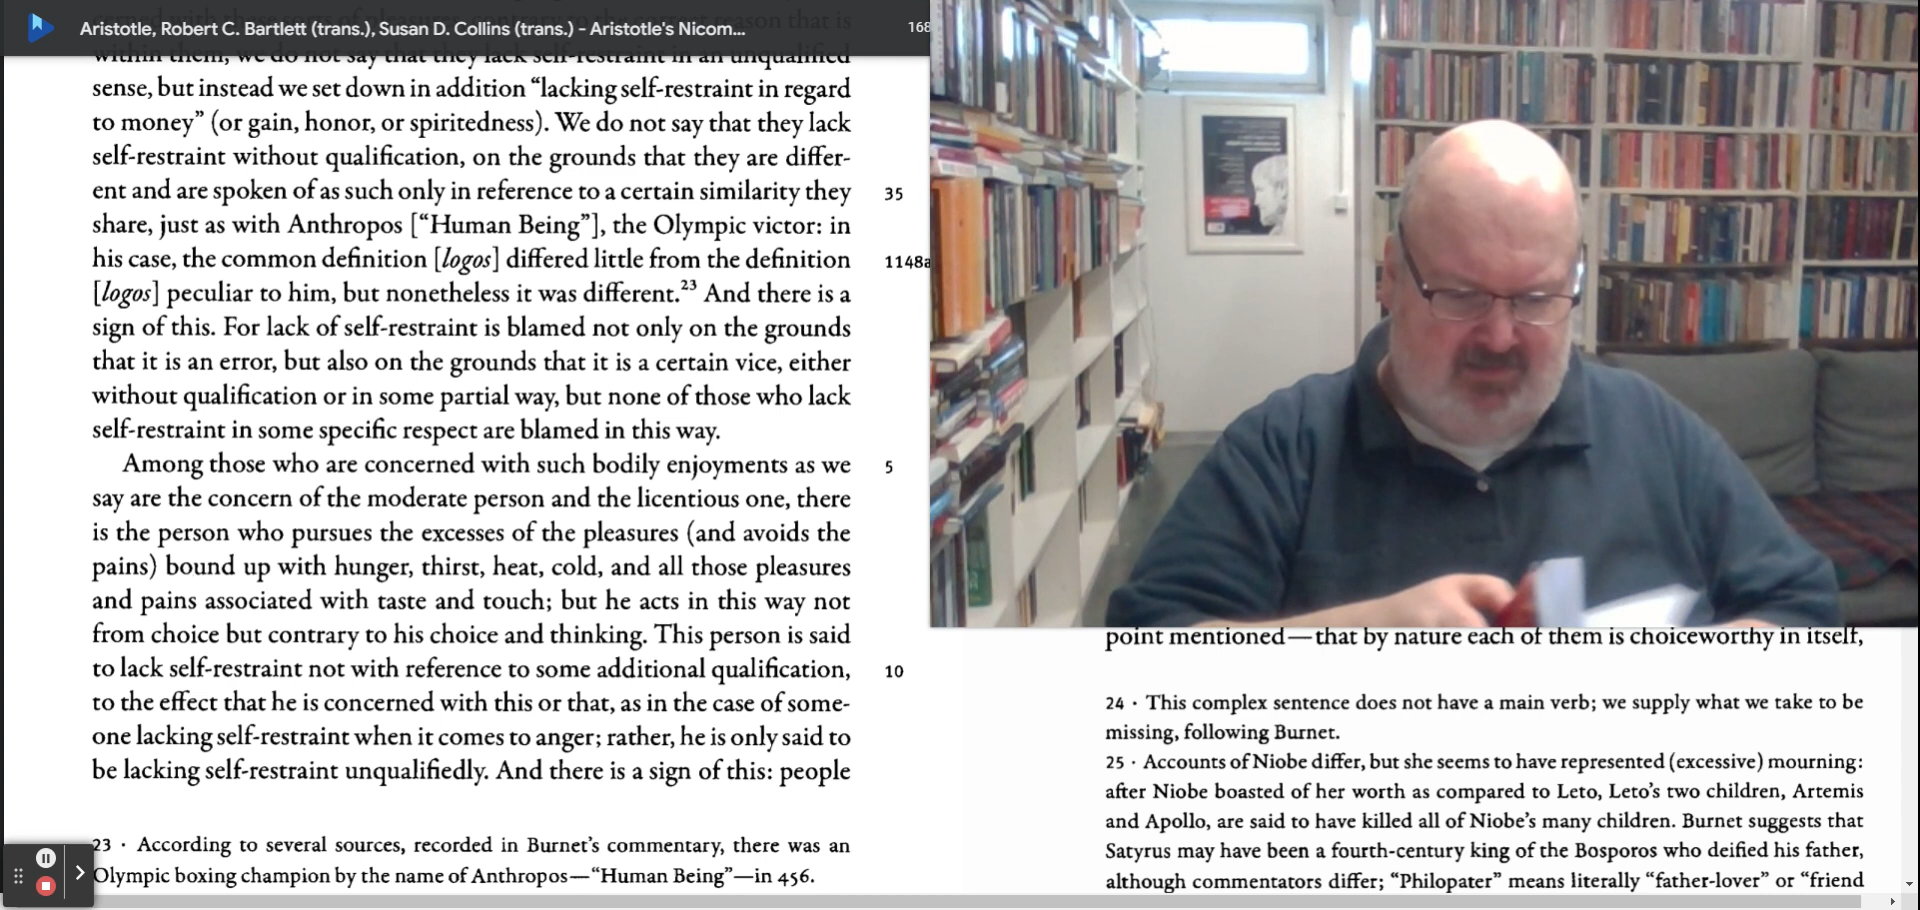 Aristotle, Robert C. Bartlett (trans.), Susan D. Collins (trans.) - Aristotle's Nicom...
168
within them, we do not say that they lack self-restraint in an unqualified
sense, but instead we set down in addition “lacking self-restraint in regard
to money” (or gain, honor, or spiritedness). We do not say that they lack
self-restraint without qualification, on the grounds that they are differ-
ent and are spoken of as such only in reference to a certain similarity they 35
share, just as with Anthropos [“Human Being”], the Olympic victor: in
his case, the common definition [logos] differed little from the definition 1148a
[logos] peculiar to him, but nonetheless it was different.23 And there is a
sign of this. For lack of self-restraint is blamed not only on the grounds
that it is an error, but also on the grounds that it is a certain vice, either
without qualification or in some partial way, but none of those who lack
self-restraint in some specific respect are blamed in this way.
Among those who are concerned with such bodily enjoyments as we 5
say are the concern of the moderate person and the licentious one, there
is the person who pursues the excesses of the pleasures (and avoids the
pains) bound up with hunger, thirst, heat, cold, and all those pleasures
and pains associated with taste and touch; but he acts in this way not
from choice but contrary to his choice and thinking. This person is said
to lack self-restraint not with reference to some additional qualification, 10
to the effect that he is concerned with this or that, as in the case of some-
one lacking self-restraint when it comes to anger; rather, he is only said to
be lacking self-restraint unqualifiedly. And there is a sign of this: people
23 · According to several sources, recorded in Burnet’s commentary, there was an
Olympic boxing champion by the name of Anthropos—“Human Being”—in 456.
point mentioned—that by nature each of them is choiceworthy in itself,
24 · This complex sentence does not have a main verb; we supply what we take to be
missing, following Burnet.
25 · Accounts of Niobe differ, but she seems to have represented (excessive) mourning:
after Niobe boasted of her worth as compared to Leto, Leto’s two children, Artemis
and Apollo, are said to have killed all of Niobe’s many children. Burnet suggests that
Satyrus may have been a fourth-century king of the Bosporos who deified his father,
although commentators differ; “Philopater” means literally “father-lover” or “friend